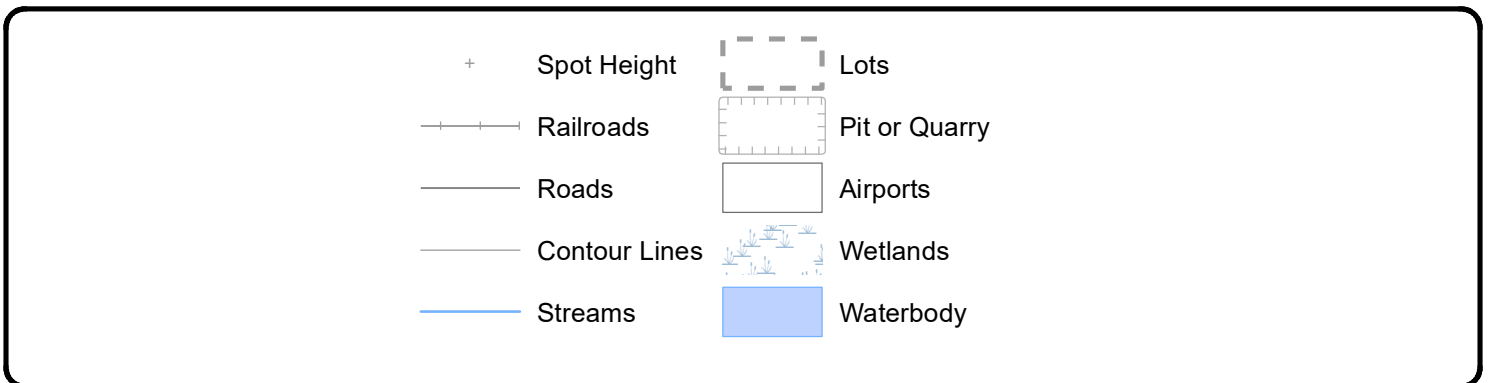 Spot Height
Railroads
Roads
Contour Lines
Streams
Lots
Pit or Quarry
Airports
Wetlands
Waterbody